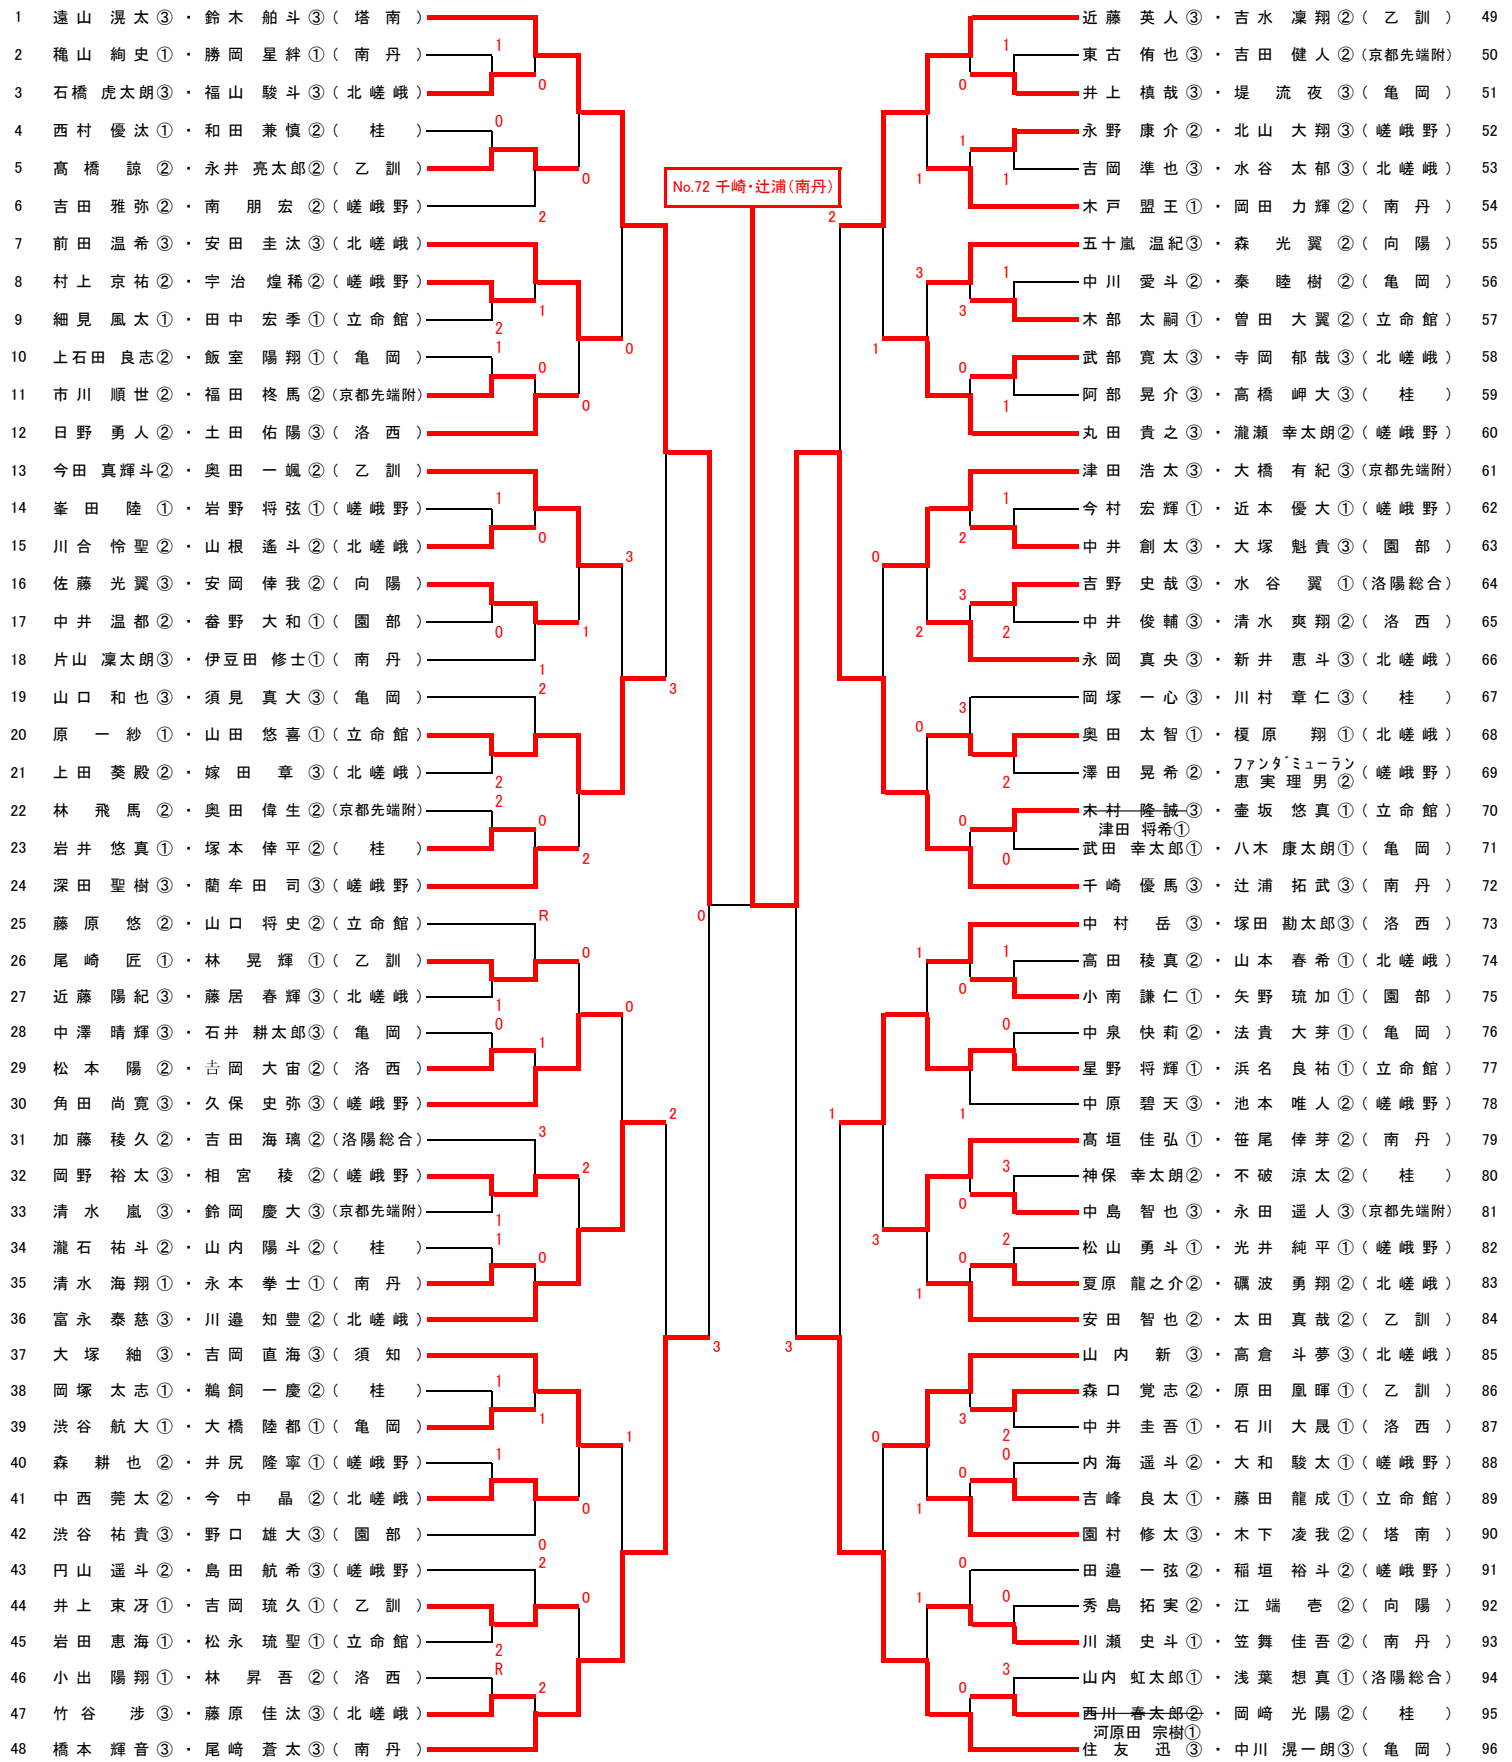 1 遠山 滉太③・鈴木 舶斗③(塔南)
2 穐山 絢史①・勝岡 星絆①(南丹)
3 石橋 虎太朗③・福山 駿斗③(北嵯峨)
4 西村 優汰①・和田 兼慎②(桂)
5 髙橋 諒②・永井 亮太郎②(乙訓)
6 吉田 雅弥②・南 朋宏②(嵯峨野)
7 前田 温希③・安田 圭汰③(北嵯峨)
8 村上 京祐②・宇治 煌稀②(嵯峨野)
9 細見 風太①・田中 宏季①(立命館)
10 上石田 良志②・飯室 陽翔①(亀岡)
11 市川 順世②・福田 柊馬②(京都先端附)
12 日野 勇人②・土田 佑陽③(洛西)
13 今田 真輝斗②・奥田 一颯②(乙訓)
14 峯田 陸①・岩野 将弦①(嵯峨野)
15 川合 怜聖②・山根 遙斗②(北嵯峨)
16 佐藤 光翼③・安岡 倖我②(向陽)
17 中井 温都②・畚野 大和①(園部)
18 片山 凜太朗③・伊豆田 修士①(南丹)
19 山口 和也③・須見 真大③(亀岡)
20 原 一紗①・山田 悠喜①(立命館)
21 上田 葵殿②・嫁田 章③(北嵯峨)
22 林 飛馬②・奥田 偉生②(京都先端附)
23 岩井 悠真①・塚本 倖平②(桂)
24 深田 聖樹③・藺牟田 司③(嵯峨野)
25 藤原 悠②・山口 将史②(立命館)
26 尾崎 匠①・林 晃輝①(乙訓)
27 近藤 陽紀③・藤居 春輝③(北嵯峨)
28 中澤 晴輝③・石井 耕太郎③(亀岡)
29 松本 陽②・𠮷岡 大宙②(洛西)
30 角田 尚寛③・久保 史弥③(嵯峨野)
31 加藤 稜久②・吉田 海璃②(洛陽総合)
32 岡野 裕太③・相宮 稜②(嵯峨野)
33 清水 嵐③・鈴岡 慶大③(京都先端附)
34 瀧石 祐斗②・山内 陽斗②(桂)
35 清水 海翔①・永本 拳士①(南丹)
36 富永 泰慈③・川邉 知豊②(北嵯峨)
37 大塚 紬③・吉岡 直海③(須知)
38 岡塚 太志①・鵜飼 一慶②(桂)
39 渋谷 航大①・大橋 陸都①(亀岡)
40 森 耕也②・井尻 隆寧①(嵯峨野)
41 中西 莞太②・今中 晶②(北嵯峨)
42 渋谷 祐貴③・野口 雄大③(園部)
43 円山 遥斗②・島田 航希③(嵯峨野)
44 井上 束冴①・吉岡 琉久①(乙訓)
45 岩田 恵海①・松永 琉聖①(立命館)
46 小出 陽翔①・林 昇吾②(洛西)
47 竹谷 渉③・藤原 佳汰③(北嵯峨)
48 橋本 輝音③・尾﨑 蒼太③(南丹)
No.72 千崎・辻浦(南丹)
近藤 英人③・吉水 凜翔②(乙訓) 49
東古 侑也③・吉田 健人②(京都先端附) 50
井上 槙哉③・堤 流夜③(亀岡) 51
永野 康介②・北山 大翔③(嵯峨野) 52
吉岡 準也③・水谷 太郁③(北嵯峨) 53
木戸 盟王①・岡田 力輝②(南丹) 54
五十嵐 温紀③・森 光翼②(向陽) 55
中川 愛斗②・秦 睦樹②(亀岡) 56
木部 太嗣①・曽田 大翼②(立命館) 57
武部 寛太③・寺岡 郁哉③(北嵯峨) 58
阿部 晃介③・高橋 岬大③(桂) 59
丸田 貴之③・瀧瀬 幸太朗②(嵯峨野) 60
津田 浩太③・大橋 有紀③(京都先端附) 61
今村 宏輝①・近本 優大①(嵯峨野) 62
中井 創太③・大塚 魁貴③(園部) 63
吉野 史哉③・水谷 翼①(洛陽総合) 64
中井 俊輔③・清水 爽翔②(洛西) 65
永岡 真央③・新井 恵斗③(北嵯峨) 66
岡塚 一心③・川村 章仁③(桂) 67
奥田 太智①・榎原 翔①(北嵯峨) 68
澤田 晃希②・ファンダミューラン 恵実理男②(嵯峨野) 69
木村 隆誠③・壷坂 悠真①(立命館) 70
津田 将希①
武田 幸太郎①・八木 康太朗①(亀岡) 71
千崎 優馬③・辻浦 拓武③(南丹) 72
中村 岳③・塚田 勘太郎③(洛西) 73
高田 稜真②・山本 春希①(北嵯峨) 74
小南 謙仁①・矢野 琉加①(園部) 75
中泉 快莉②・法貴 大芽①(亀岡) 76
星野 将輝①・浜名 良祐①(立命館) 77
中原 碧天③・池本 唯人②(嵯峨野) 78
髙垣 佳弘①・笹尾 倖芽②(南丹) 79
神保 幸太朗②・不破 涼太②(桂) 80
中島 智也③・永田 遥人③(京都先端附) 81
松山 勇斗①・光井 純平①(嵯峨野) 82
夏原 龍之介②・礪波 勇翔②(北嵯峨) 83
安田 智也②・太田 真哉②(乙訓) 84
山内 新③・高倉 斗夢③(北嵯峨) 85
森口 覚志②・原田 凰暉①(乙訓) 86
中井 圭吾①・石川 大晟①(洛西) 87
内海 遥斗②・大和 駿太①(嵯峨野) 88
吉峰 良太①・藤田 龍成①(立命館) 89
園村 修太③・木下 凌我②(塔南) 90
田邉 一弦②・稲垣 裕斗②(嵯峨野) 91
秀島 拓実②・江端 壱②(向陽) 92
川瀬 史斗①・笠舞 佳吾②(南丹) 93
山内 虹太郎①・浅葉 想真①(洛陽総合) 94
西川 春太郎②・岡﨑 光陽②(桂) 95
河原田 宗樹①
住友 迅③・中川 滉一朗③(亀岡) 96